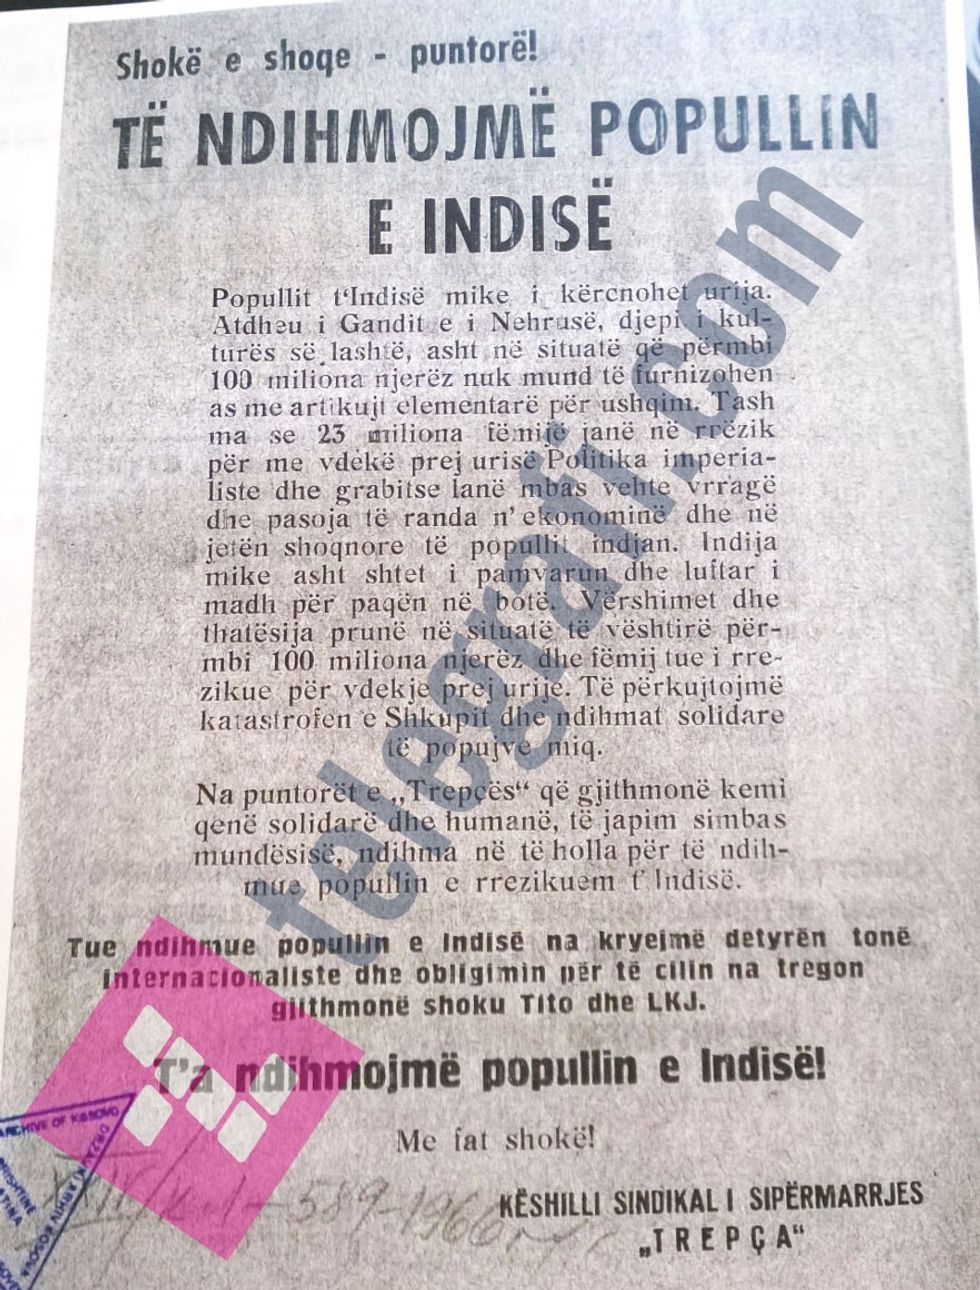 Shokë e shoqe - puntorë!
TË NDIHMOJMË POPULLIN
E INDISË
Popullit t‘Indisë mike i kërcnohet urija.
Atdheu i Gandit e i Nehrusë, djepi i kul-
turës së lashtë, asht në situatë që përmbi
100 miliona njerëz nuk mund të furnizohen
as me artikujt elementarë për ushqim. Tash
ma se 23 miliona fëmijë janë në rrëzik
për me vdekë prej urisë Politika imperia-
liste dhe grabitse lanë mbas vehte vrragë
dhe pasoja të randa n’ekonominë dhe në
jetën shoqnore të popullit indjan. Indija
mike asht shtet i pamvarun dhe luftar i
madh për paqën në botë. Vërshimet dhe
thatësija prunë në situatë të vështirë për-
mbi 100 miliona njerëz dhe fëmij tue i rre-
zikue për vdekje prej urije. Të përkujtojmë
katastrofen e Shkupit dhe ndihmat solidare
të popujve miq.
Na puntorët e „Trepcës“ që gjithmonë kemi
qenë solidarë dhe humanë, të japim simbas
mundësisë, ndihma në të holla për të ndih-
mue popullin e rrezikuem t’Indisë.
Tue ndihmue popullin e Indisë na kryejmë detyrën tonë
internacionaliste dhe obligimin për të cilin na tregon
gjithmonë shoku Tito dhe LKJ.
T’a ndihmojmë popullin e Indisë!
Me fat shokë!
KËSHILLI SINDIKAL I SIPËRMARRJES
„TREPÇA“
589-1966
ARCHIVE OF KOSOVO
telegrafi.com